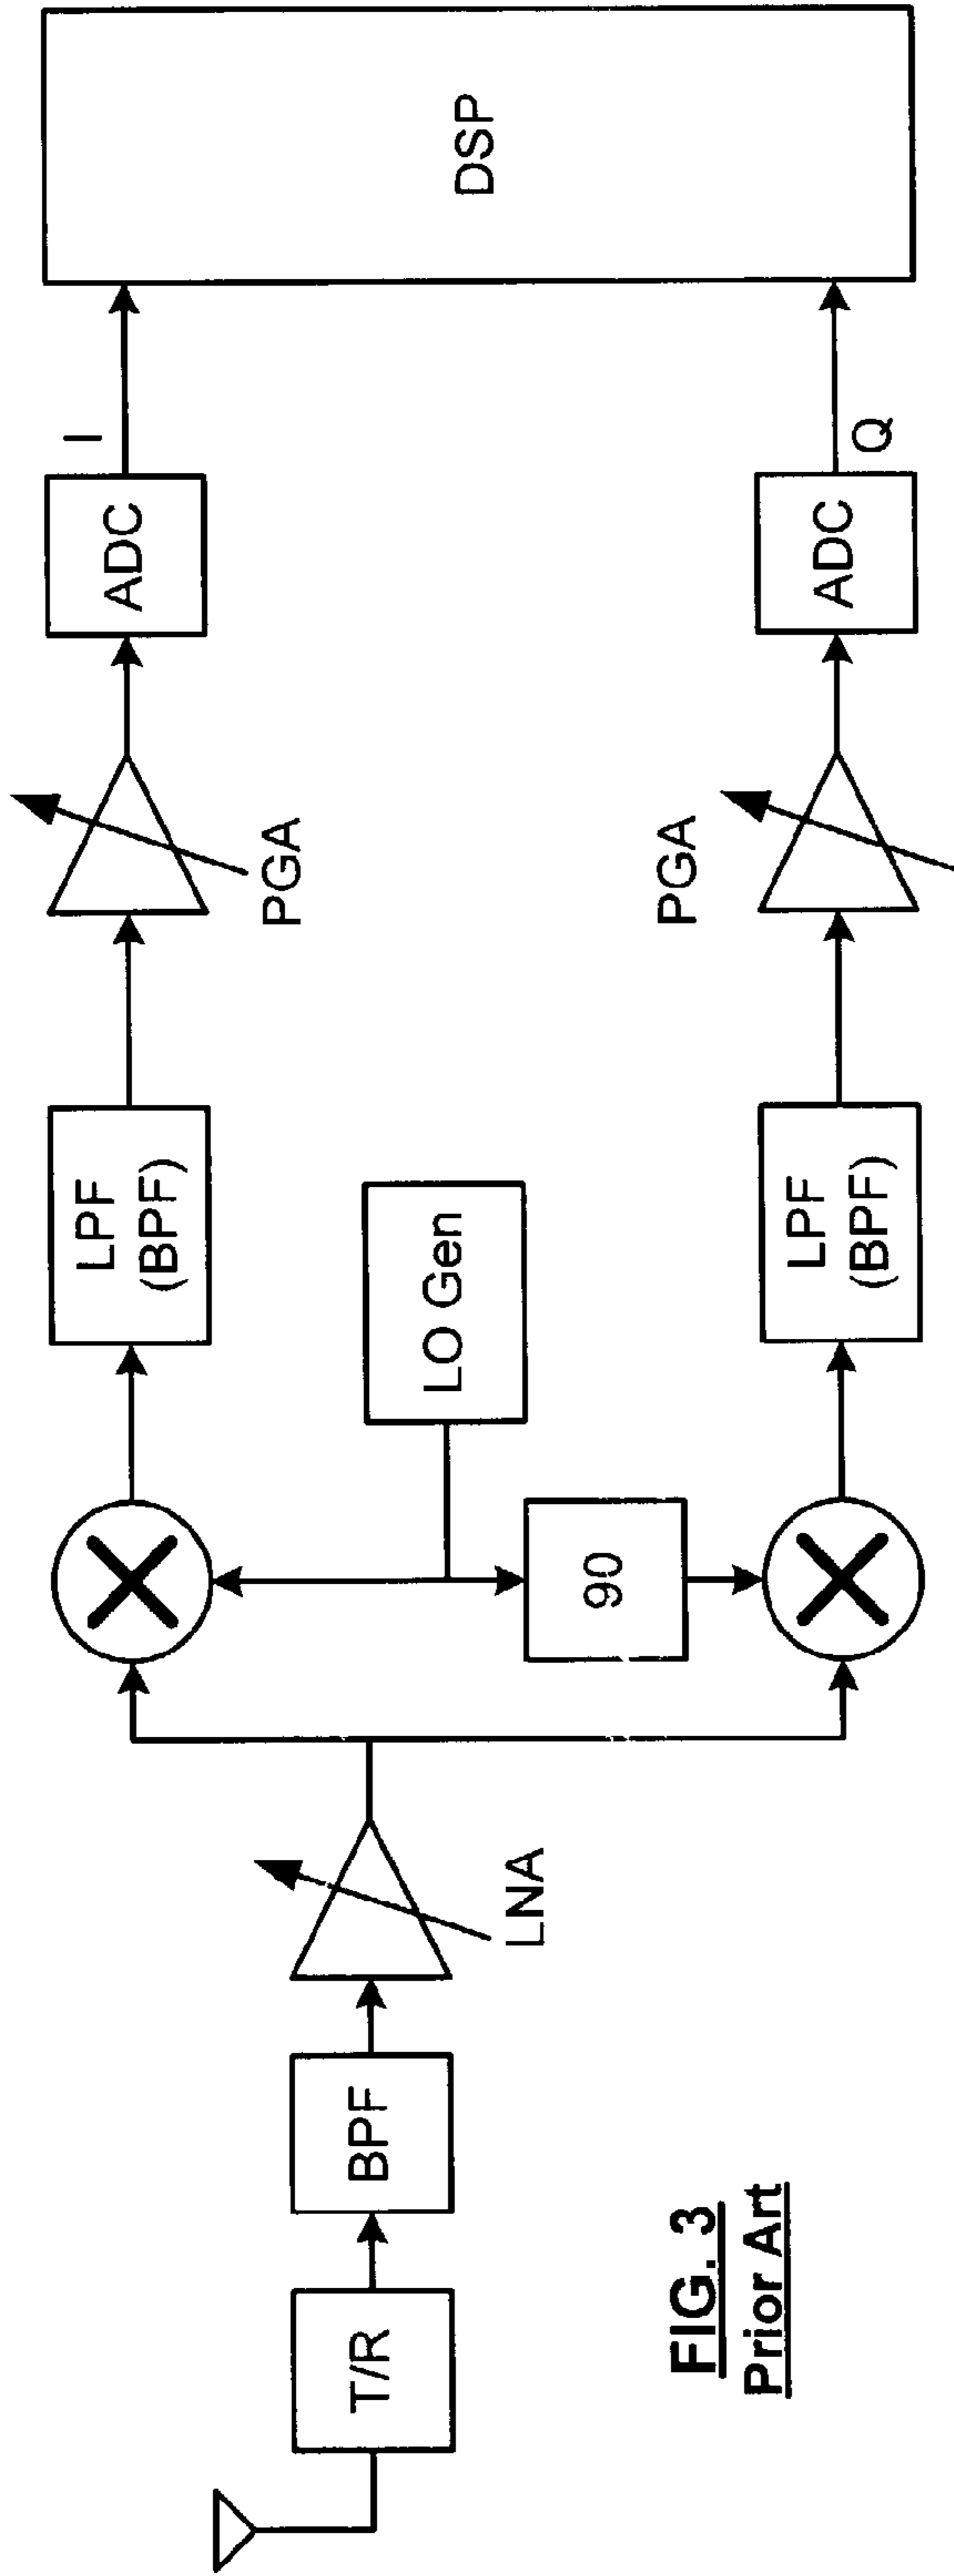 T/R
BPF
LNA
LO Gen
90
LPF
(BPF)
PGA
ADC
I
LPF
(BPF)
PGA
ADC
Q
DSP
FIG. 3
Prior Art